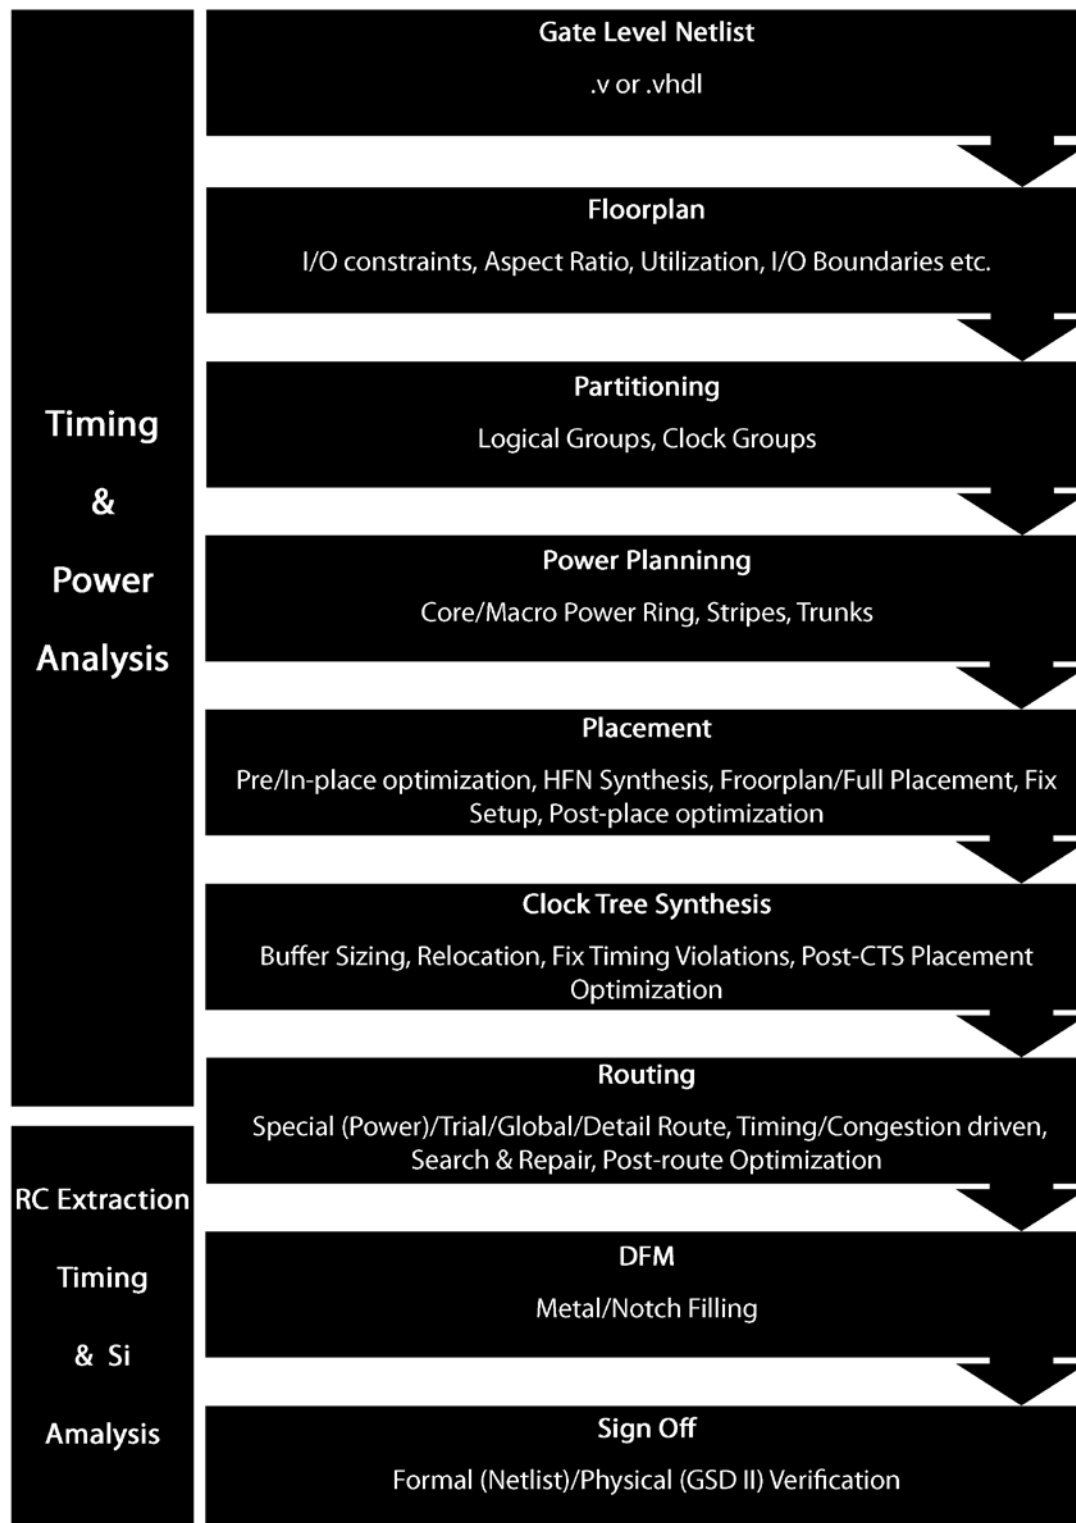 Timing
&
Power
Analysis
RC Extraction
Timing
& Si
Amalysis
Gate Level Netlist
.v or .vhdl
Floorplan
I/O constraints, Aspect Ratio, Utilization, I/O Boundaries etc.
Partitioning
Logical Groups, Clock Groups
Power Planninng
Core/Macro Power Ring, Stripes, Trunks
Placement
Pre/In-place optimization, HFN Synthesis, Froorplan/Full Placement, Fix
Setup, Post-place optimization
Clock Tree Synthesis
Buffer Sizing, Relocation, Fix Timing Violations, Post-CTS Placement
Optimization
Routing
Special (Power)/Trial/Global/Detail Route, Timing/Congestion driven,
Search & Repair, Post-route Optimization
DFM
Metal/Notch Filling
Sign Off
Formal (Netlist)/Physical (GSD II) Verification